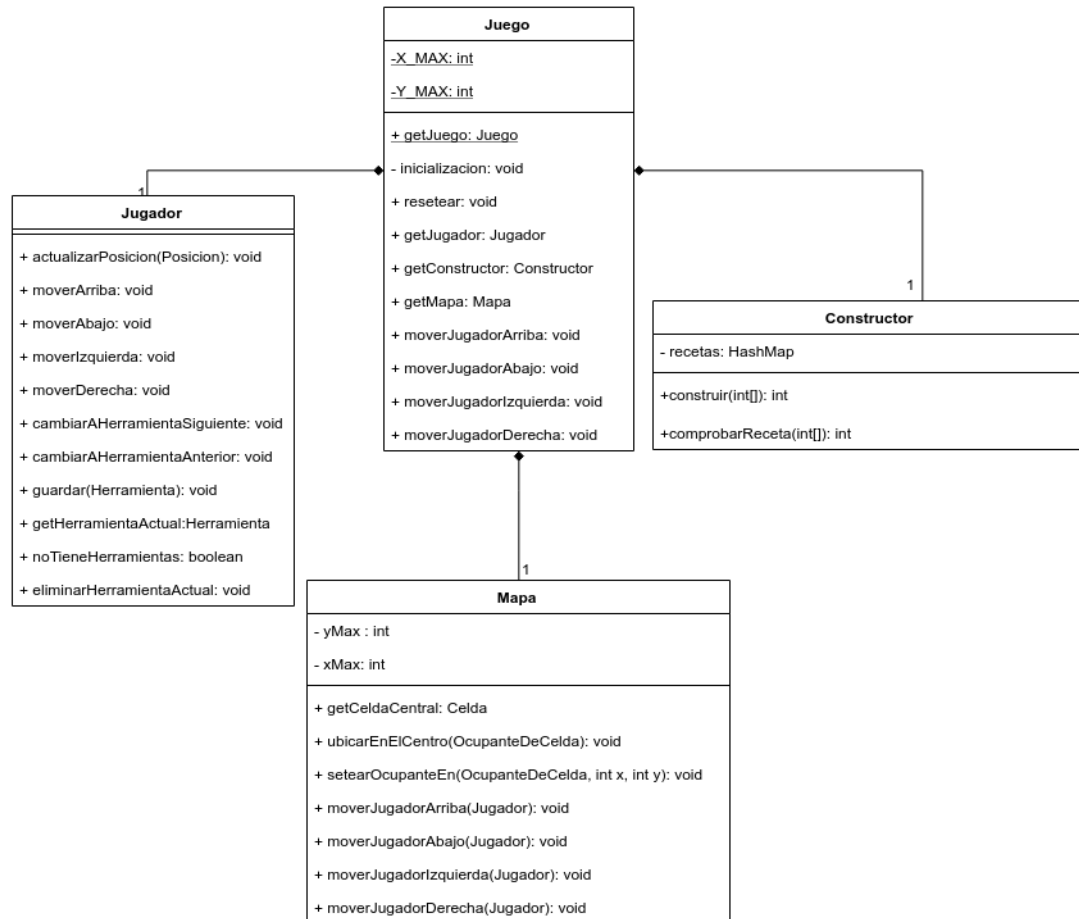 Juego
-X_MAX: int
-Y_MAX: int
+ getJuego: Juego
- inicializacion: void
+ resetear: void
+ getJugador: Jugador
+ getConstructor: Constructor
+ getMapa: Mapa
+ moverJugadorArriba: void
+ moverJugadorAbajo: void
+ moverJugadorIzquierda: void
+ moverJugadorDerecha: void
1
Jugador
+ actualizarPosicion(Posicion): void
+ moverArriba: void
+ moverAbajo: void
+ moverIzquierda: void
+ moverDerecha: void
+ cambiarAHerramientaSiguiente: void
+ cambiarAHerramientaAnterior: void
+ guardar(Herramienta): void
+ getHerramientaActual:Herramienta
+ noTieneHerramientas: boolean
+ eliminarHerramientaActual: void
1
Constructor
- recetas: HashMap
+construir(int[]): int
+comprobarReceta(int[]): int
1
Mapa
- yMax : int
- xMax: int
+ getCeldaCentral: Celda
+ ubicarEnElCentro(OcupanteDeCelda): void
+ setearOcupanteEn(OcupanteDeCelda, int x, int y): void
+ moverJugadorArriba(Jugador): void
+ moverJugadorAbajo(Jugador): void
+ moverJugadorIzquierda(Jugador): void
+ moverJugadorDerecha(Jugador): void